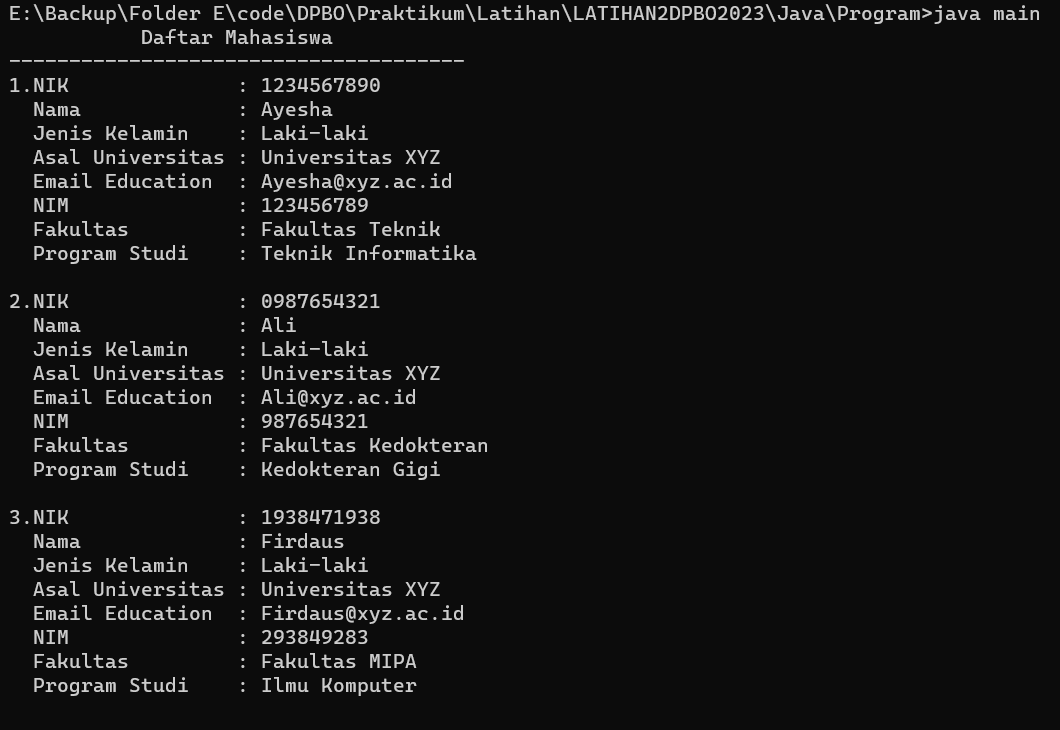 E:\Backup\Folder E\code\DPBO\Praktikum\Latihan\LATIHAN2DPBO2023\Java\Program>java main
           Daftar Mahasiswa
--------------------------------------
1.NIK              : 1234567890
  Nama             : Ayesha
  Jenis Kelamin    : Laki-laki
  Asal Universitas : Universitas XYZ
  Email Education  : Ayesha@xyz.ac.id
  NIM              : 123456789
  Fakultas         : Fakultas Teknik
  Program Studi    : Teknik Informatika

2.NIK              : 0987654321
  Nama             : Ali
  Jenis Kelamin    : Laki-laki
  Asal Universitas : Universitas XYZ
  Email Education  : Ali@xyz.ac.id
  NIM              : 987654321
  Fakultas         : Fakultas Kedokteran
  Program Studi    : Kedokteran Gigi

3.NIK              : 1938471938
  Nama             : Firdaus
  Jenis Kelamin    : Laki-laki
  Asal Universitas : Universitas XYZ
  Email Education  : Firdaus@xyz.ac.id
  NIM              : 293849283
  Fakultas         : Fakultas MIPA
  Program Studi    : Ilmu Komputer